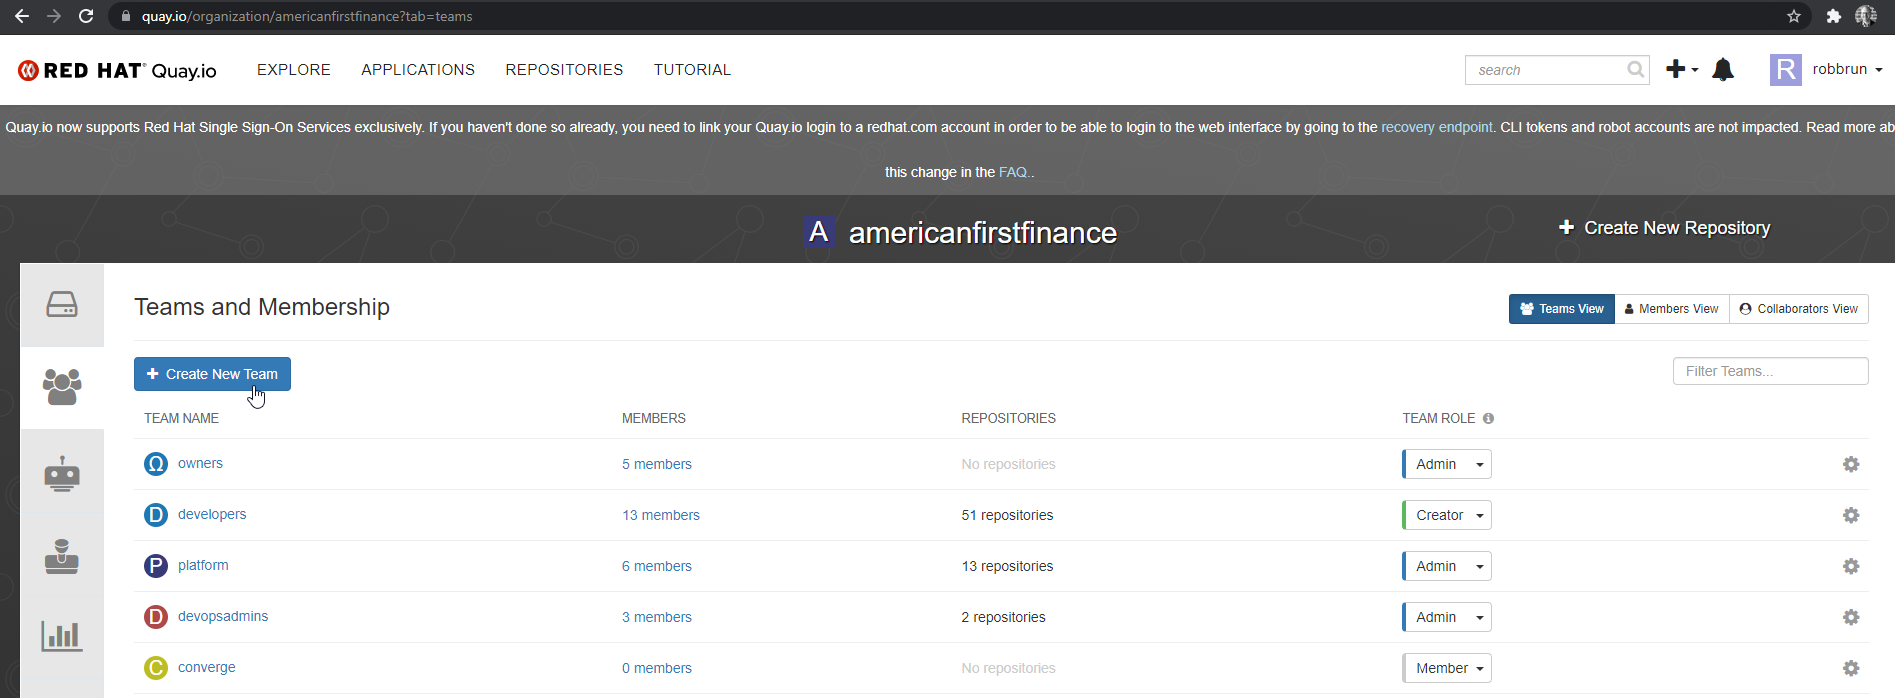 quay.io/organization/americanfirstfinance?tab=teams
RED HAT Quay.io EXPLORE APPLICATIONS REPOSITORIES TUTORIAL search R robbrun
Quay.io now supports Red Hat Single Sign-On Services exclusively. If you haven't done so already, you need to link your Quay.io login to a redhat.com account in order to be able to login to the web interface by going to the recovery endpoint. CLI tokens and robot accounts are not impacted. Read more ab
this change in the FAQ..
A americanfirstfinance + Create New Repository
Teams and Membership Teams View Members View Collaborators View
+ Create New Team Filter Teams...
TEAM NAME MEMBERS REPOSITORIES TEAM ROLE
Ω owners 5 members No repositories Admin
D developers 13 members 51 repositories Creator
P platform 6 members 13 repositories Admin
D devopsadmins 3 members 2 repositories Admin
C converge 0 members No repositories Member